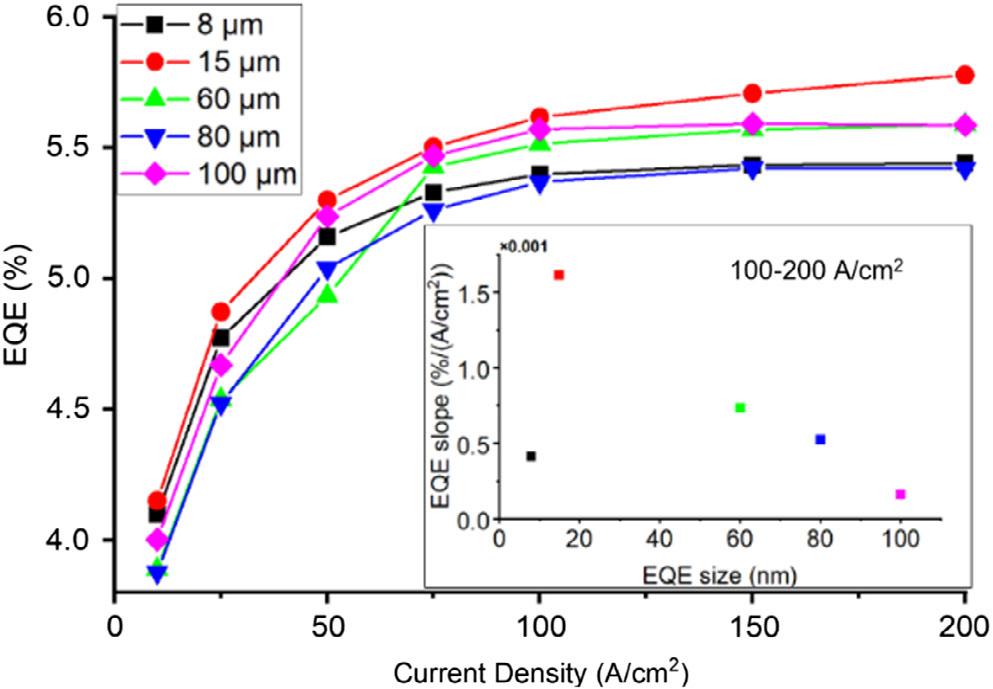 6.0
5.5
5.0
4.5
4.0
EQE (%)
8 µm
15 µm
60 µm
80 µm
100 µm
×0.001
100-200 A/cm²
EQE slope (%/(A/cm²))
1.5
1.0
0.5
0.0
0 20 40 60 80 100
EQE size (nm)
0 50 100 150 200
Current Density (A/cm²)